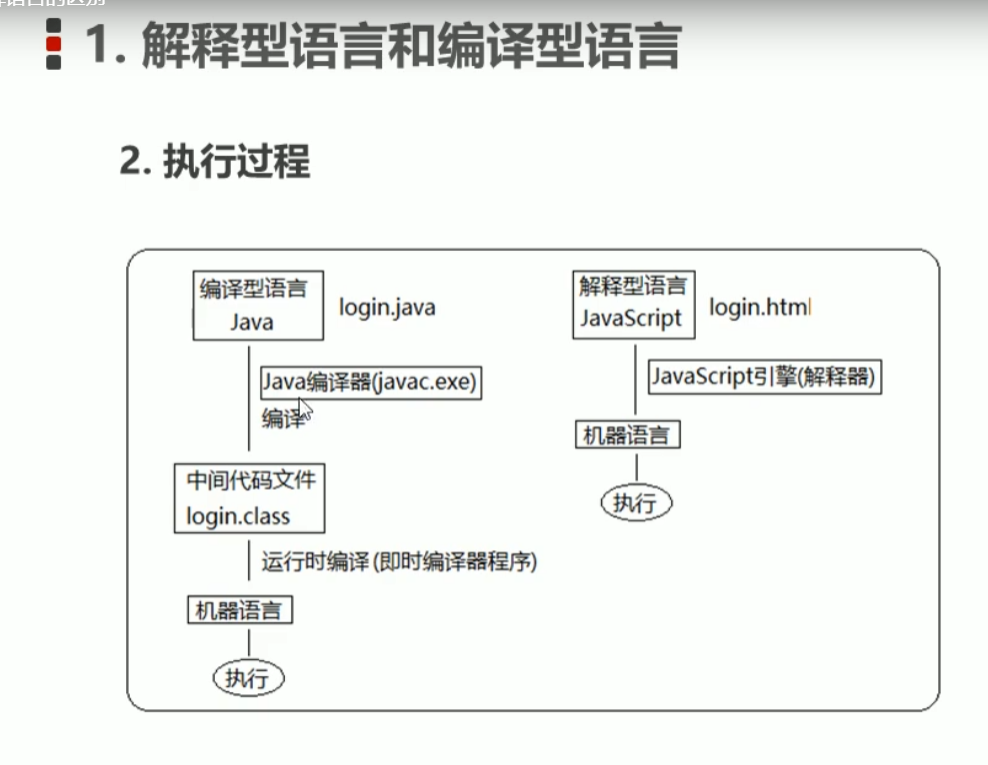 1. 解释型语言和编译型语言
2. 执行过程
编译型语言
Java
login.java
Java编译器(javac.exe)
编译
中间代码文件
login.class
运行时编译(即时编译器程序)
机器语言
执行
解释型语言
JavaScript
login.html
JavaScript引擎(解释器)
机器语言
执行